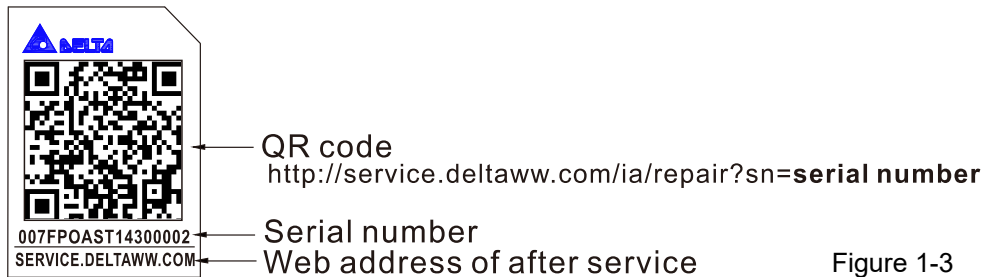 DELTA
QR code
http://service.deltaww.com/ia/repair?sn=serial number
007FPOAST14300002
Serial number
SERVICE.DELTAWW.COM
Web address of after service
Figure 1-3